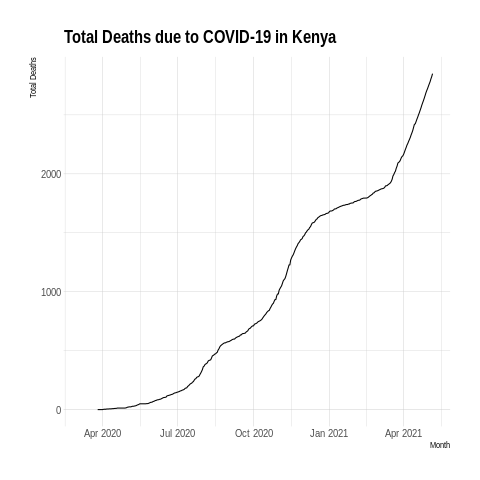 Total Deaths due to COVID-19 in Kenya
Total Deaths
2000
1000
0
Apr 2020 Jul 2020 Oct 2020 Jan 2021 Apr 2021
Month